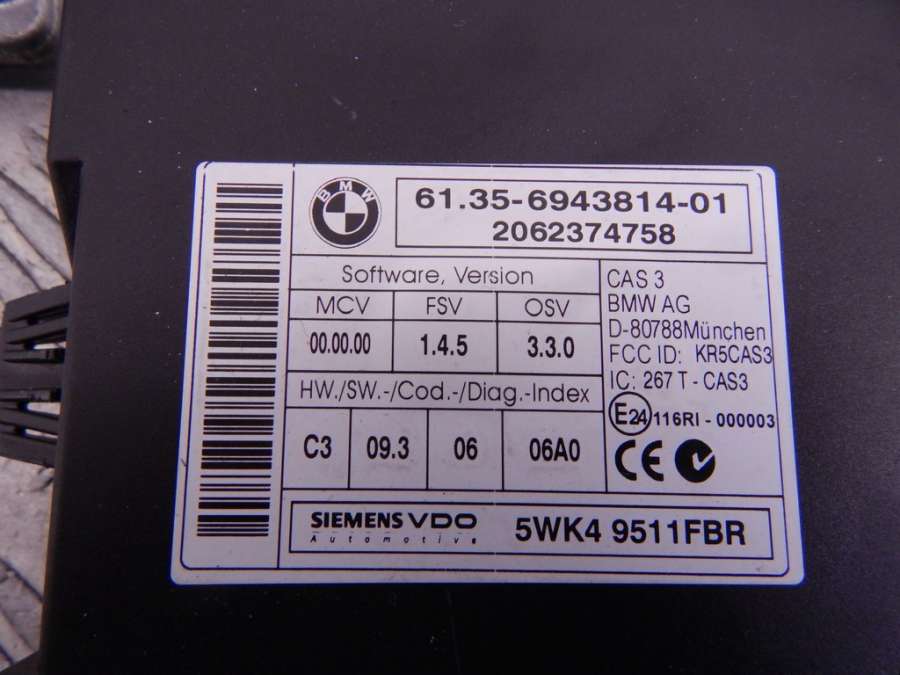 BMW
61.35-6943814-01
2062374758
Software, Version
MCV FSV OSV
00.00.00 1.4.5 3.3.0
HW./SW.-/Cod.-/Diag.-Index
C3 09.3 06 06A0
CAS 3
BMW AG
D-80788München
FCC ID: KR5CAS3
IC: 267 T - CAS3
E24 116RI - 000003
CE
SIEMENS VDO
Automotive
5WK4 9511FBR